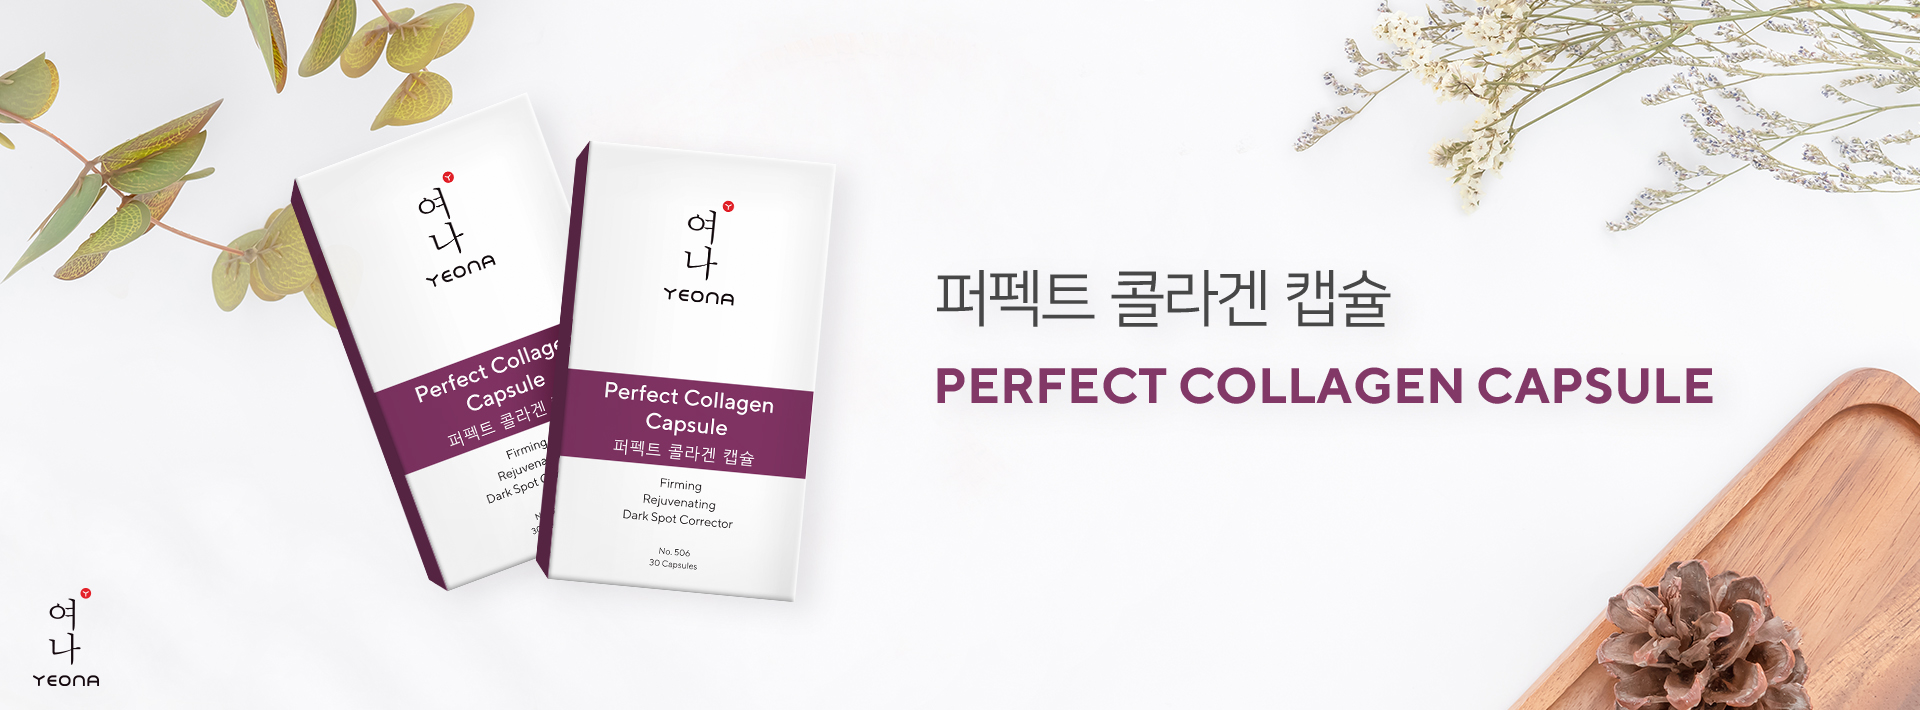 여
나
YEONA
Perfect Collage
Capsule
퍼펙트 콜라겐
Firming
Dark Spot
여
나
YEONA
Perfect Collagen
Capsule
퍼펙트 콜라겐 캡슐
Firming
Rejuvenating
Dark Spot Corrector
No. 506
30 Capsules
퍼펙트 콜라겐 캡슐
PERFECT COLLAGEN CAPSULE
여
나
YEONA